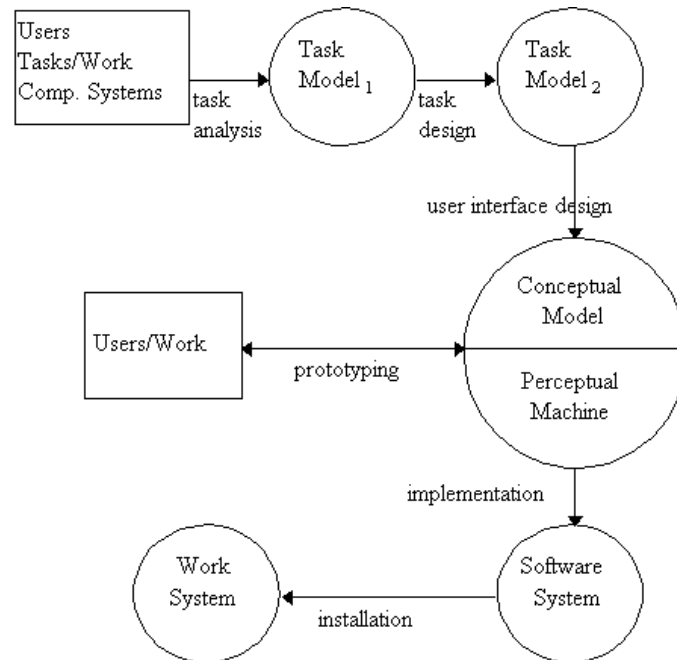 Users
Tasks/Work
Comp. Systems
task
analysis
Task
Model 1
task
design
Task
Model 2
user interface design
Conceptual
Model
Perceptual
Machine
Users/Work
prototyping
implementation
Software
System
installation
Work
System